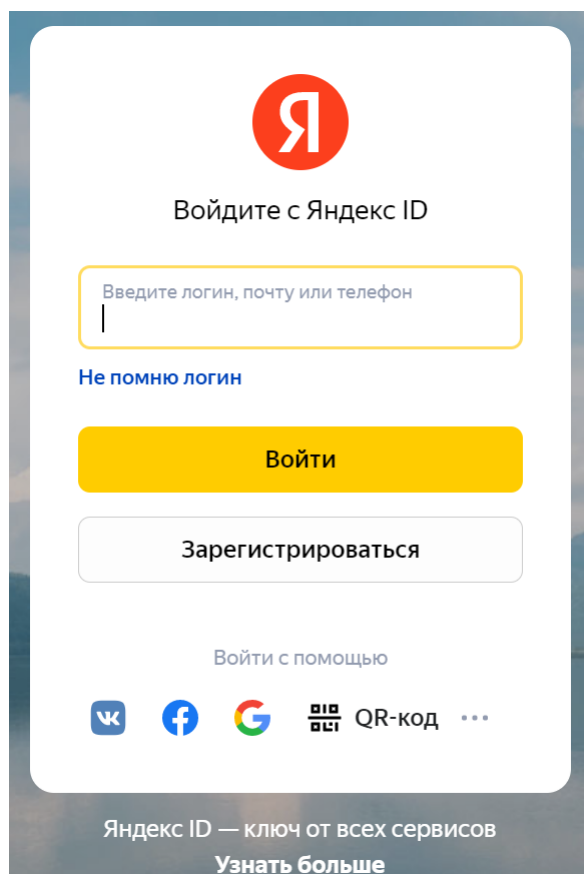 Я
Войдите с Яндекс ID
Введите логин, почту или телефон
Не помню логин
Войти
Зарегистрироваться
Войти с помощью
QR-код
Яндекс ID — ключ от всех сервисов
Узнать больше